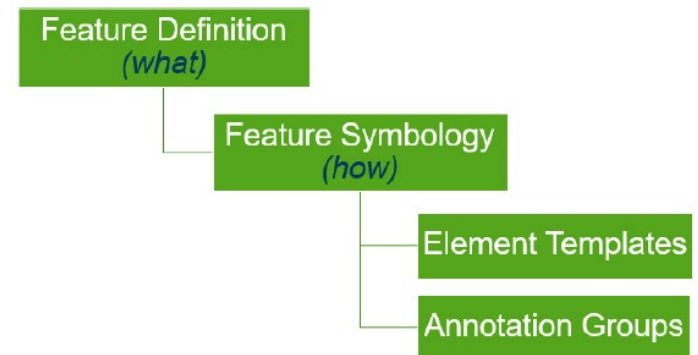 Feature Definition
(what)
Feature Symbology
(how)
Element Templates
Annotation Groups